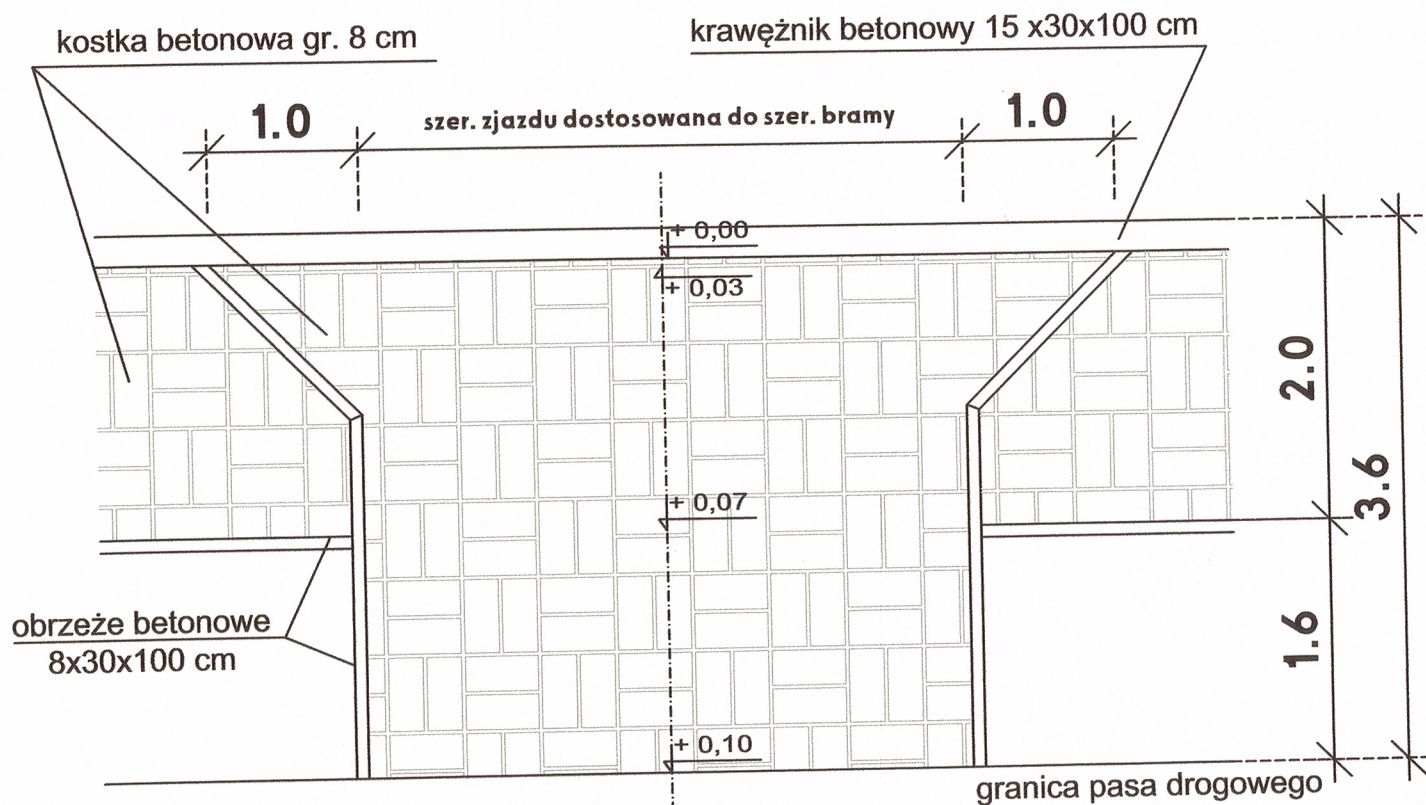 kostka betonowa gr. 8 cm
krawężnik betonowy 15 x30x100 cm
1.0
szer. zjazdu dostosowana do szer. bramy
1.0
+ 0,00
+ 0,03
2.0
3.6
+ 0,07
obrzeże betonowe
8x30x100 cm
1.6
+ 0,10
granica pasa drogowego